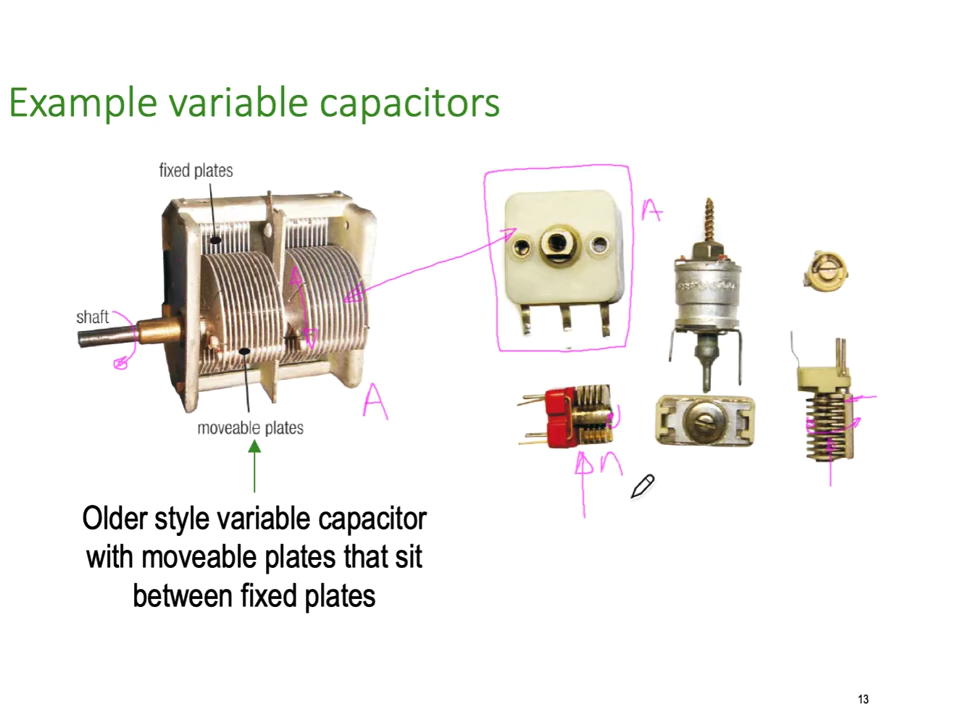 Example variable capacitors
fixed plates
A
shaft
A
moveable plates
n
Older style variable capacitor
with moveable plates that sit
between fixed plates
13